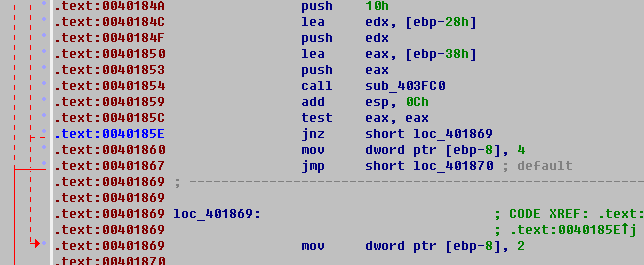 .text:0040184A push 10h
.text:0040184C lea edx, [ebp-28h]
.text:0040184F push edx
.text:00401850 lea eax, [ebp-38h]
.text:00401853 push eax
.text:00401854 call sub_403FC0
.text:00401859 add esp, 0Ch
.text:0040185C test eax, eax
.text:0040185E jnz short loc_401869
.text:00401860 mov dword ptr [ebp-8], 4
.text:00401867 jmp short loc_401870 ; default
.text:00401869 ; ---------------------------------------------------------------------------
.text:00401869
.text:00401869 loc_401869: ; CODE XREF: .text:
.text:00401869 ; .text:0040185E↑j
.text:00401869 mov dword ptr [ebp-8], 2
.text:00401870